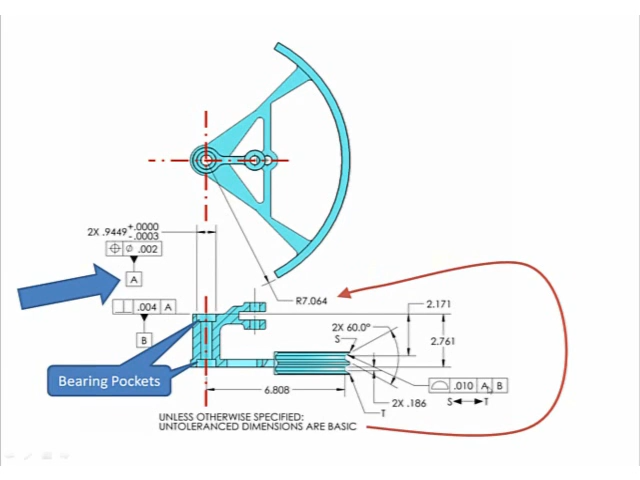 2X .9449 +.0000
-.0003
⌖ ⌀ .002
A
R7.064
⊥ .004 A
B
2.171
2X 60.0°
S
2.761
Bearing Pockets
6.808
⌓ .010 A B
2X .186
S↔T
T
UNLESS OTHERWISE SPECIFIED:
UNTOLERANCED DIMENSIONS ARE BASIC